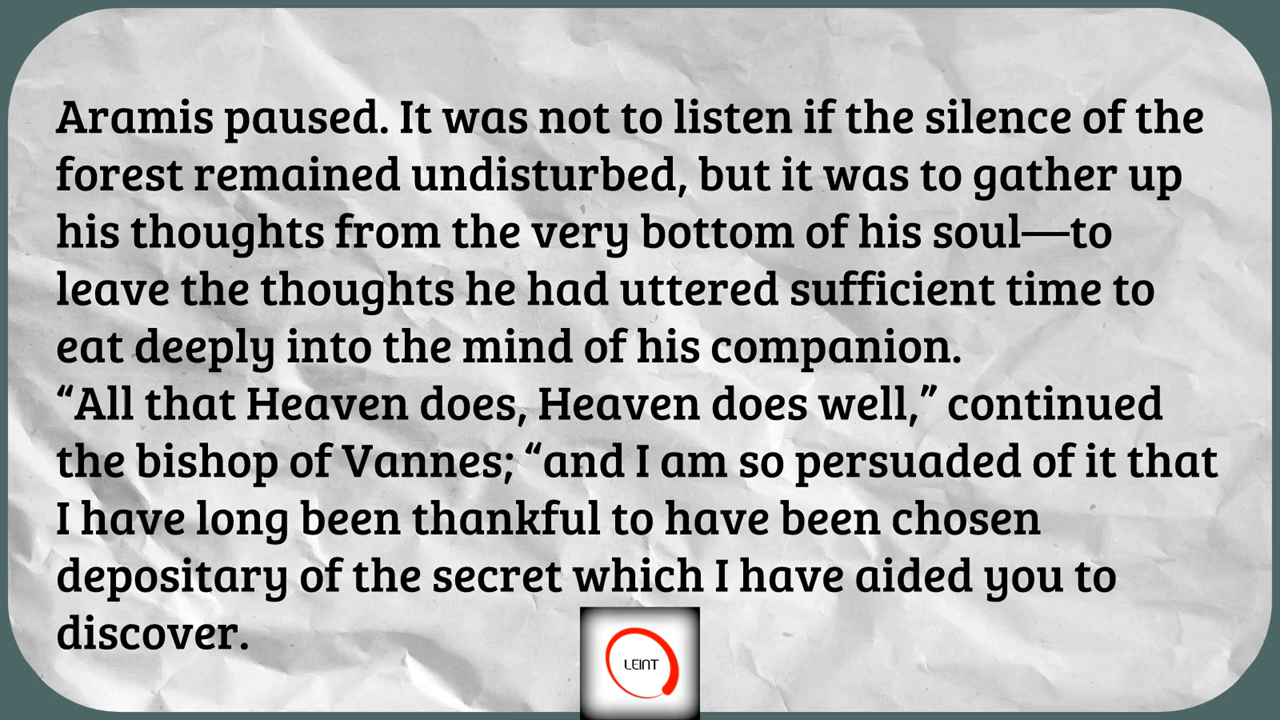 Aramis paused. It was not to listen if the silence of the
forest remained undisturbed, but it was to gather up
his thoughts from the very bottom of his soul—to
leave the thoughts he had uttered sufficient time to
eat deeply into the mind of his companion.
“All that Heaven does, Heaven does well,” continued
the bishop of Vannes; “and I am so persuaded of it that
I have long been thankful to have been chosen
depositary of the secret which I have aided you to
discover.
LEINT